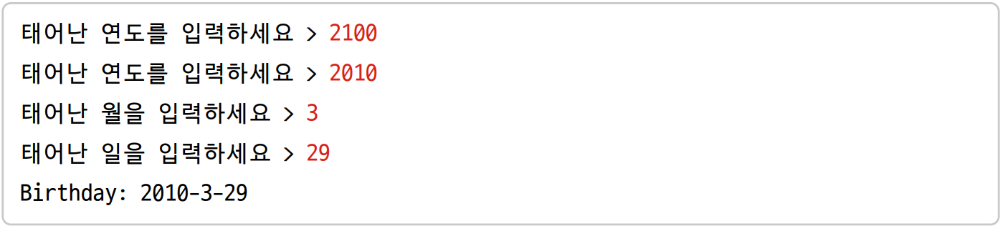 태어난 연도를 입력하세요 > 2100
태어난 연도를 입력하세요 > 2010
태어난 월을 입력하세요 > 3
태어난 일을 입력하세요 > 29
Birthday: 2010-3-29